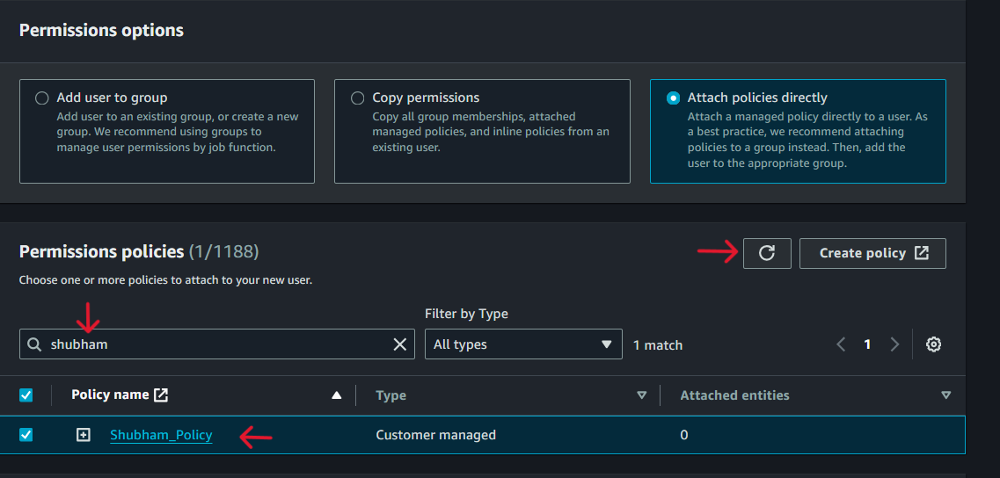 Permissions options
Add user to group
Add user to an existing group, or create a new
group. We recommend using groups to
manage user permissions by job function.
Copy permissions
Copy all group memberships, attached
managed policies, and inline policies from an
existing user.
Attach policies directly
Attach a managed policy directly to a user. As
a best practice, we recommend attaching
policies to a group instead. Then, add the
user to the appropriate group.
Permissions policies (1/1188)
Create policy
Choose one or more policies to attach to your new user.
Filter by Type
shubham
All types
1 match
1
Policy name
Type
Attached entities
Shubham_Policy
Customer managed
0